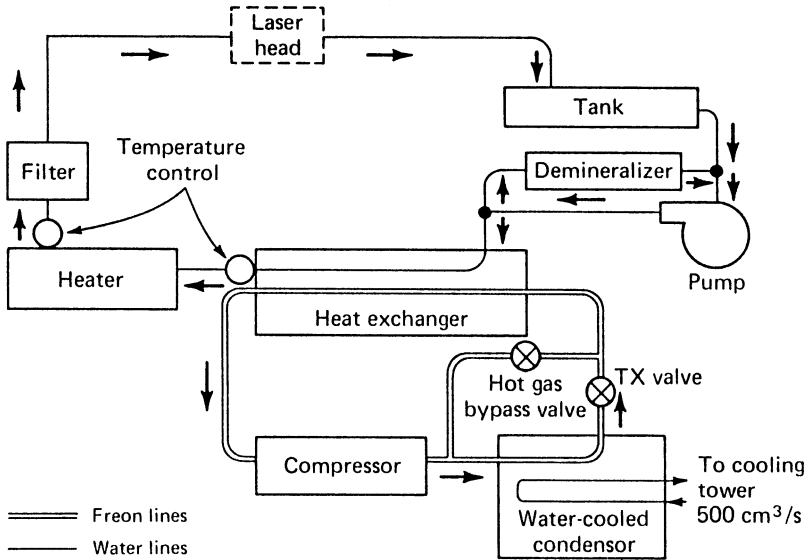 Laser
head
Tank
Filter
Temperature
control
Demineralizer
Heater
Pump
Heat exchanger
Hot gas
bypass valve
TX valve
Compressor
To cooling
tower
500 cm³/s
Water-cooled
condensor
Freon lines
Water lines